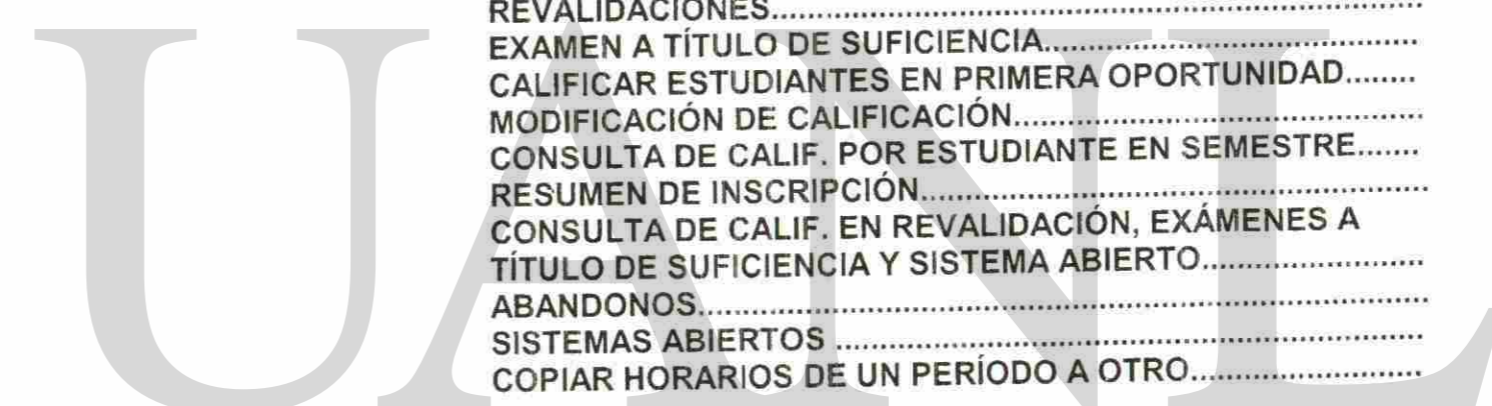 REVALIDACIONES................................................................
EXAMEN A TÍTULO DE SUFICIENCIA.....................................
CALIFICAR ESTUDIANTES EN PRIMERA OPORTUNIDAD........
MODIFICACIÓN DE CALIFICACIÓN.........................................
CONSULTA DE CALIF. POR ESTUDIANTE EN SEMESTRE.......
RESUMEN DE INSCRIPCIÓN..................................................
CONSULTA DE CALIF. EN REVALIDACIÓN, EXÁMENES A
TÍTULO DE SUFICIENCIA Y SISTEMA ABIERTO......................
ABANDONOS.........................................................................
SISTEMAS ABIERTOS ...........................................................
COPIAR HORARIOS DE UN PERÍODO A OTRO.......................
UANL